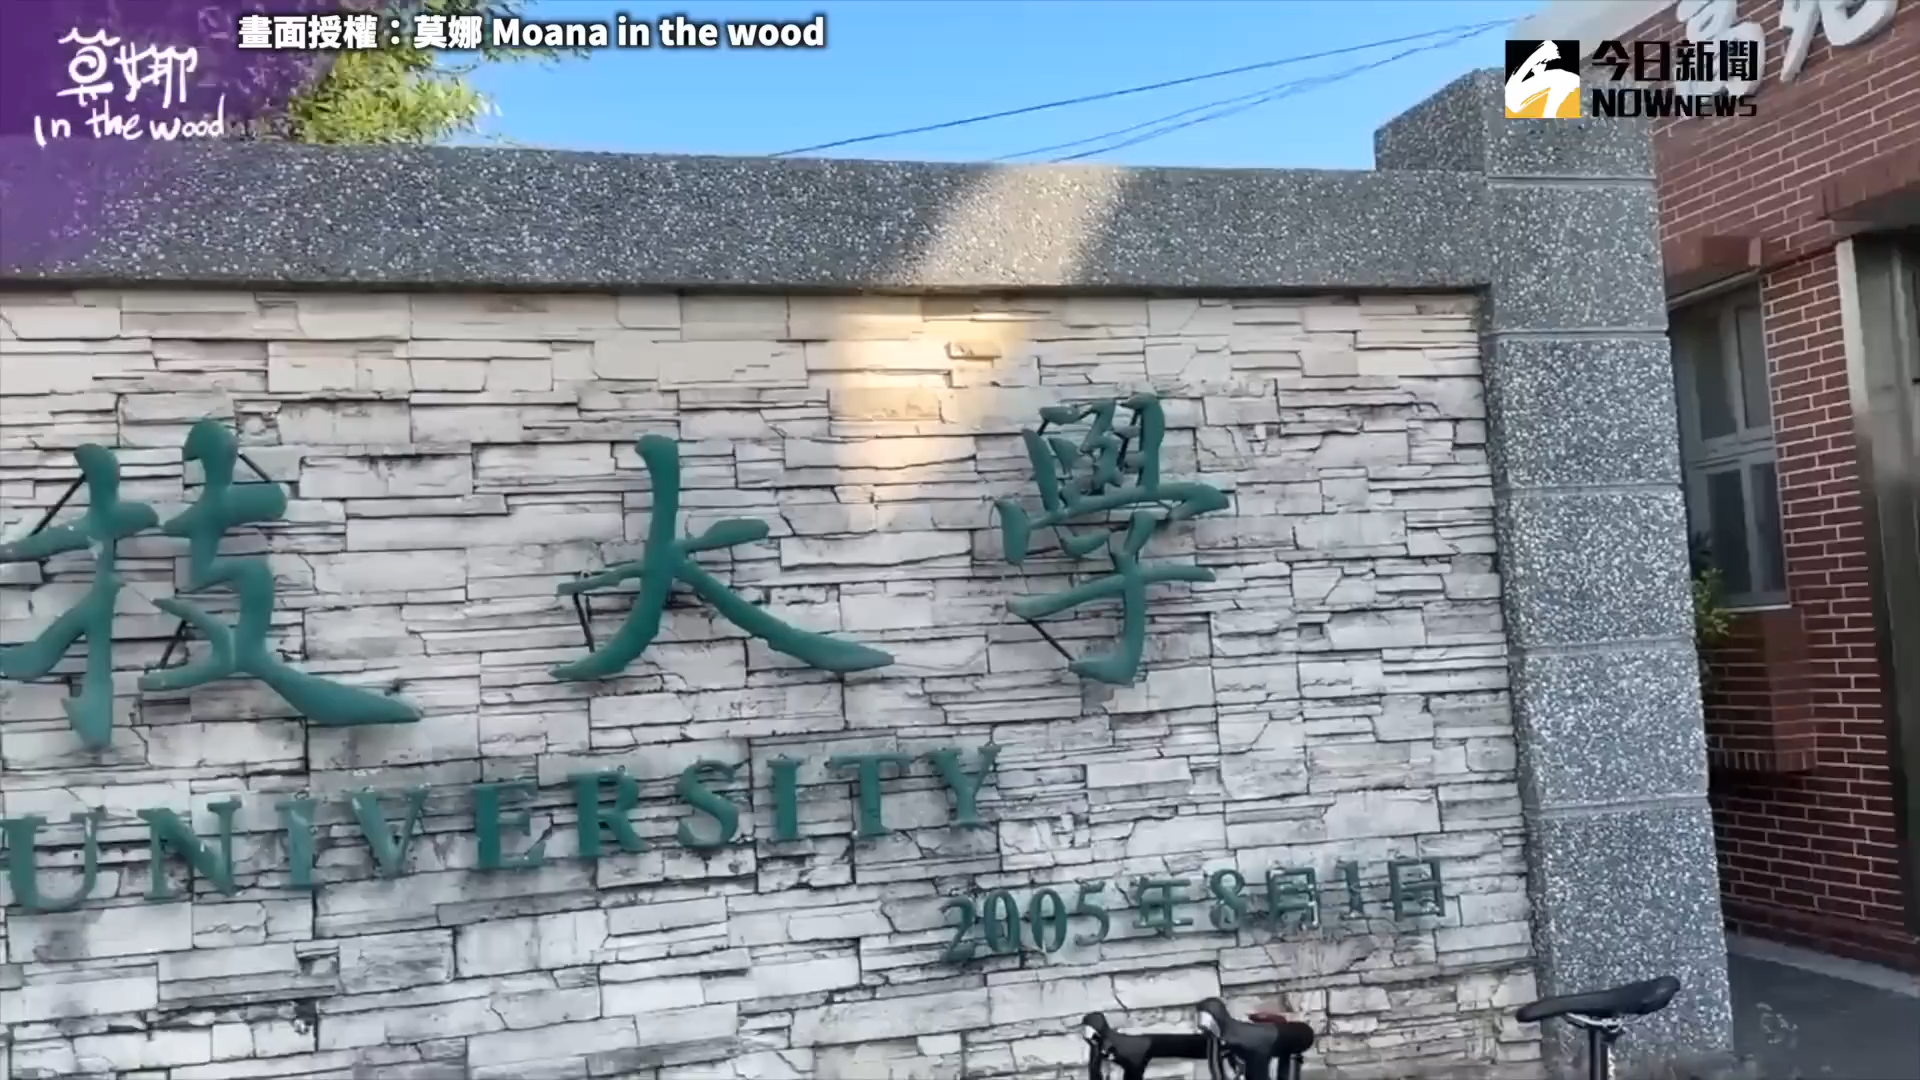 畫面授權：莫娜 Moana in the wood
莫娜
in the wood
今日新聞
NOWNEWS
技大學
UNIVERSITY
2005年8月1日